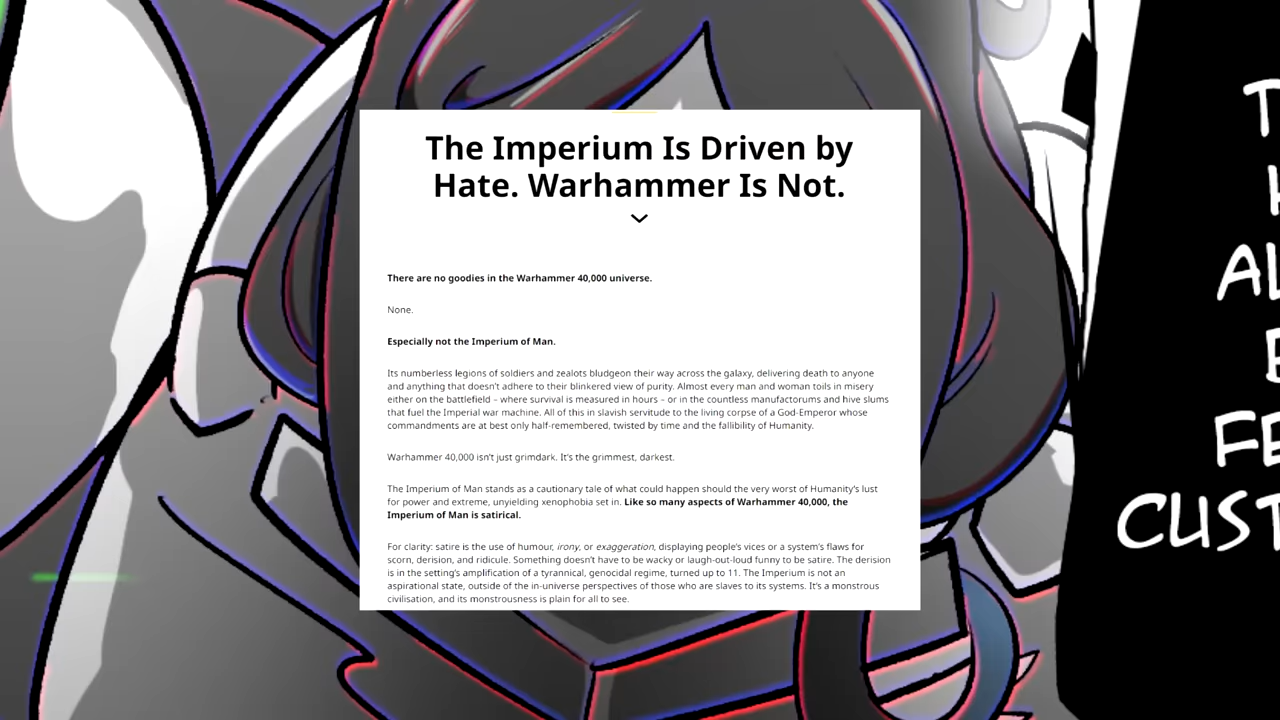 The Imperium Is Driven by
Hate. Warhammer Is Not.
There are no goodies in the Warhammer 40,000 universe.
None.
Especially not the Imperium of Man.
Its numberless legions of soldiers and zealots bludgeon their way across the galaxy, delivering death to anyone
and anything that doesn't adhere to their blinkered view of purity. Almost every man and woman toils in misery
either on the battlefield – where survival is measured in hours – or in the countless manufactorums and hive slums
that fuel the Imperial war machine. All of this in slavish servitude to the living corpse of a God-Emperor whose
commandments are at best only half-remembered, twisted by time and the fallibility of Humanity.
Warhammer 40,000 isn't just grimdark. It's the grimmest, darkest.
The Imperium of Man stands as a cautionary tale of what could happen should the very worst of Humanity's lust
for power and extreme, unyielding xenophobia set in. Like so many aspects of Warhammer 40,000, the
Imperium of Man is satirical.
For clarity: satire is the use of humour, irony, or exaggeration, displaying people's vices or a system's flaws for
scorn, derision, and ridicule. Something doesn't have to be wacky or laugh-out-loud funny to be satire. The derision
is in the setting's amplification of a tyrannical, genocidal regime, turned up to 11. The Imperium is not an
aspirational state, outside of the in-universe perspectives of those who are slaves to its systems. It's a monstrous
civilisation, and its monstrousness is plain for all to see.